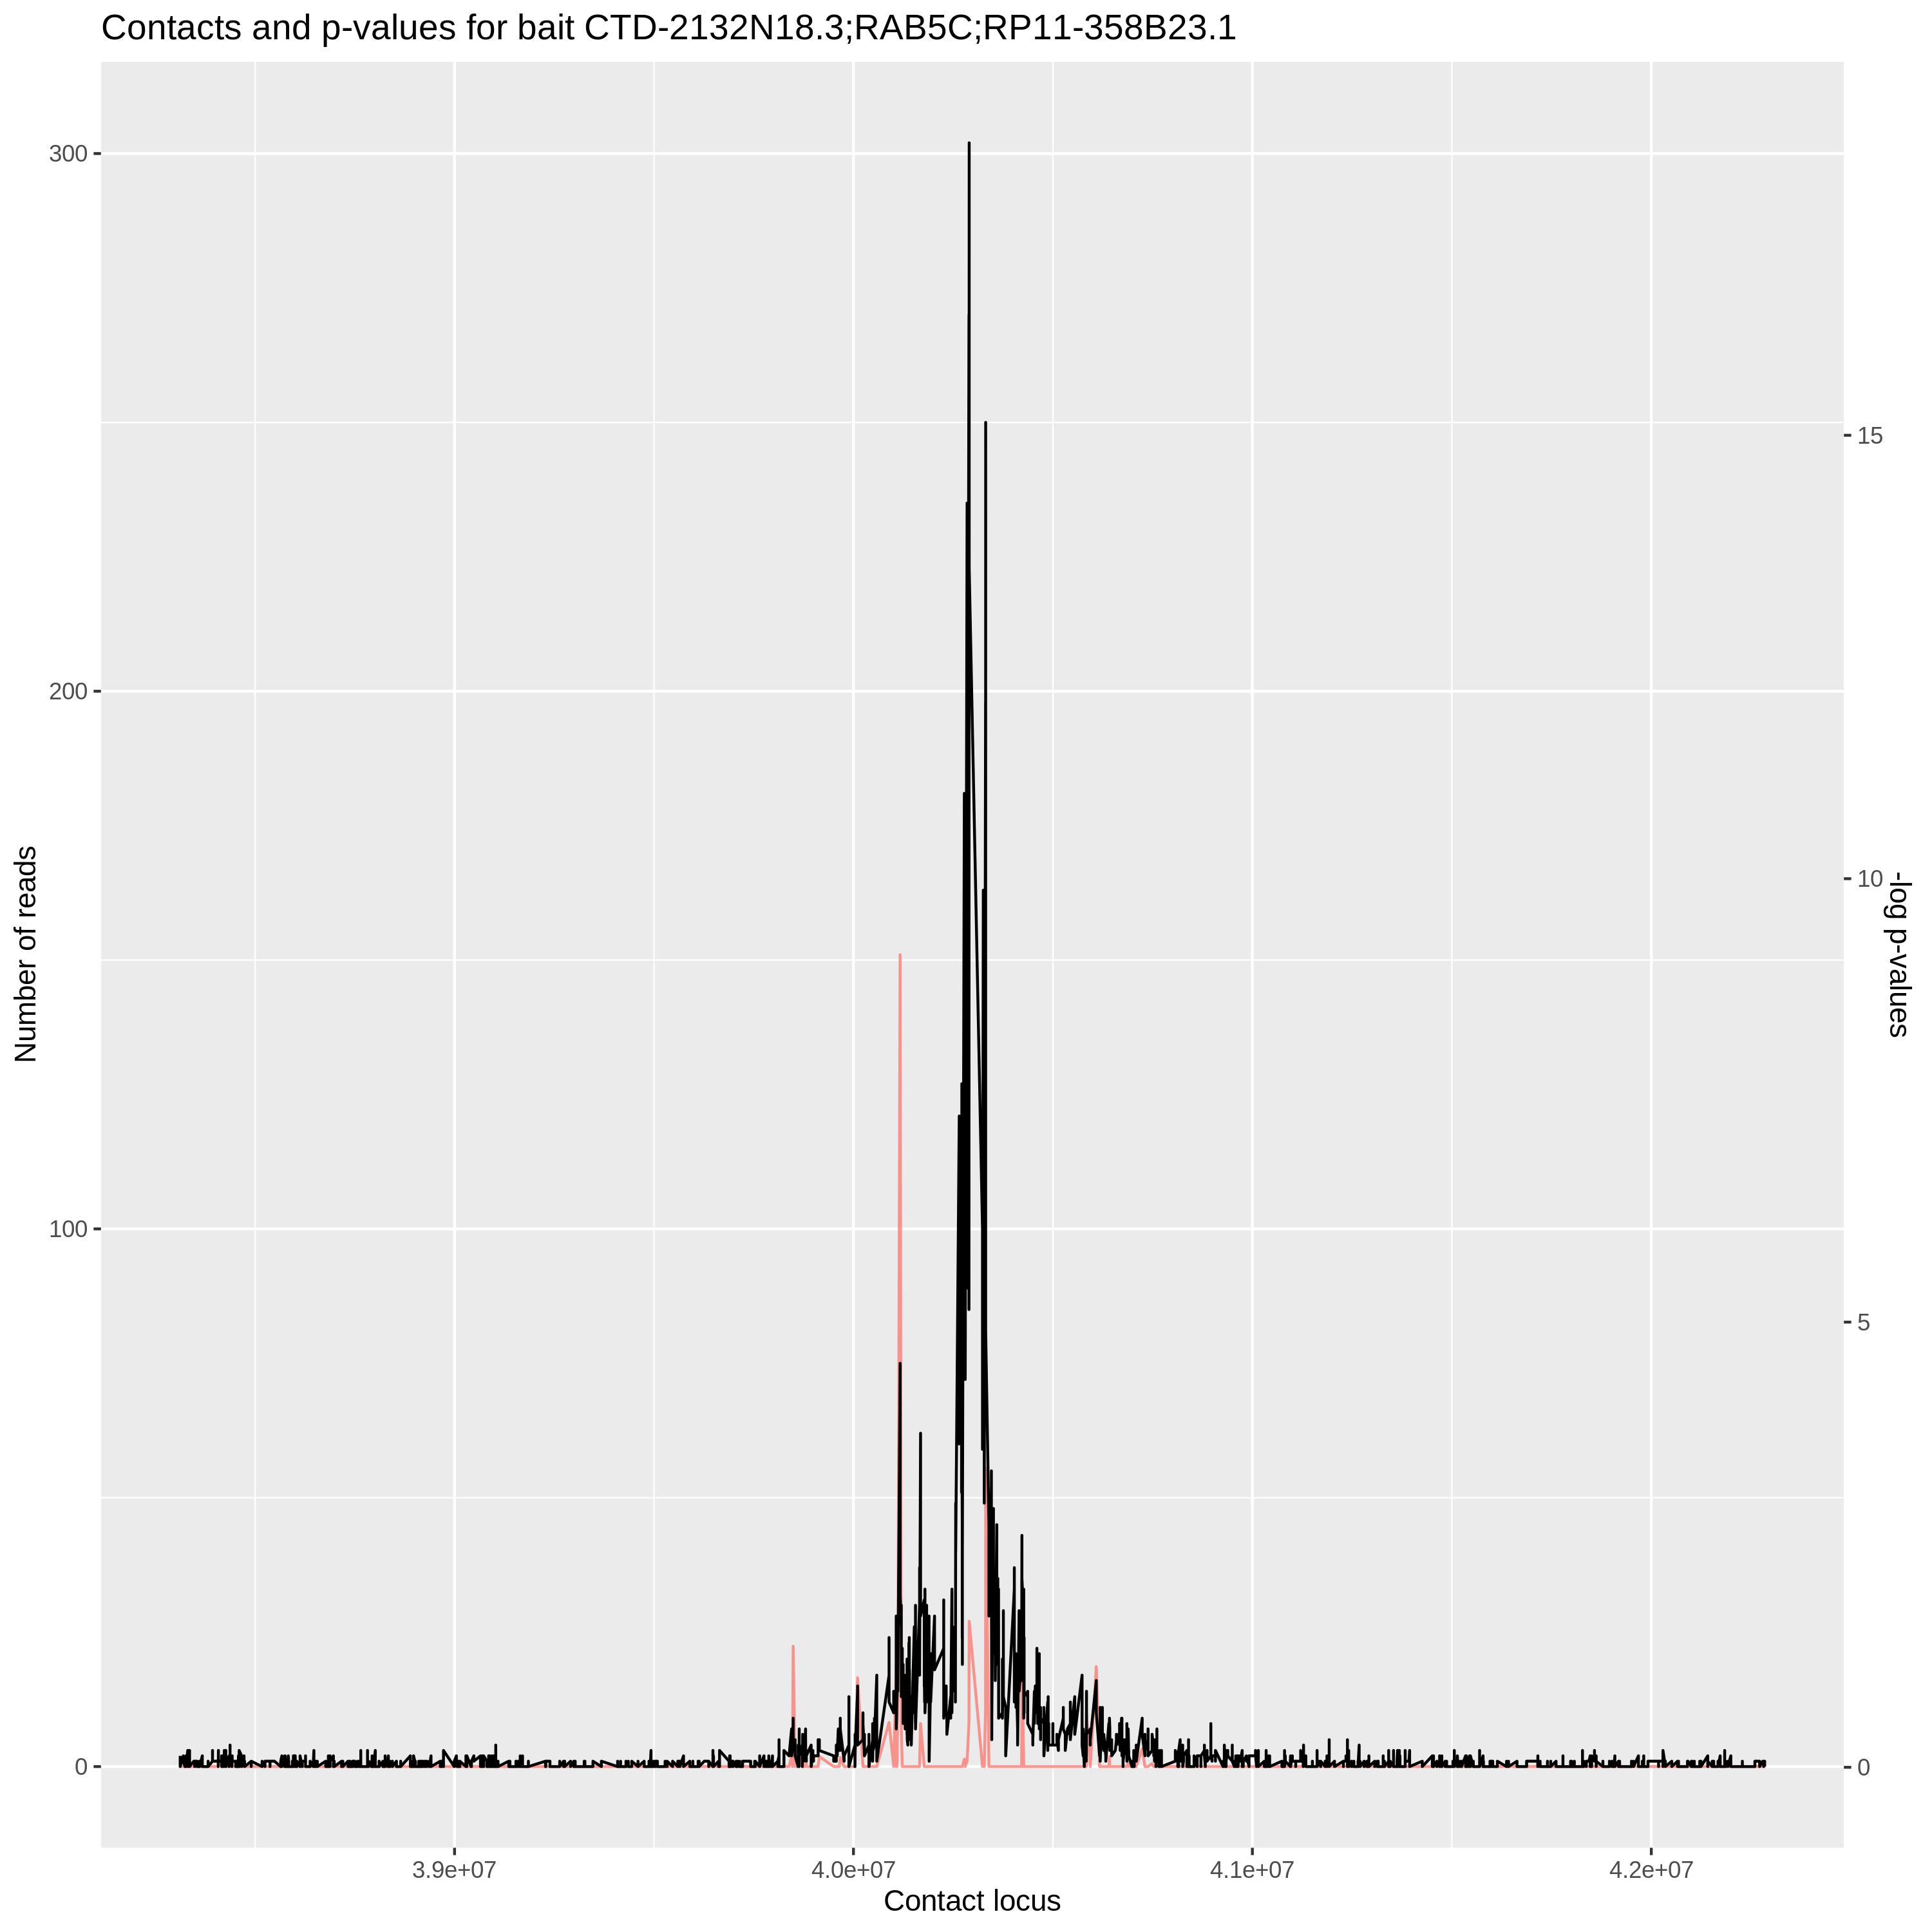 Contacts and p-values for bait CTD-2132N18.3;RAB5C;RP11-358B23.1
300
200
100
0
Number of reads
15
10
5
0
-log p-values
3.9e+07 4.0e+07 4.1e+07 4.2e+07
Contact locus